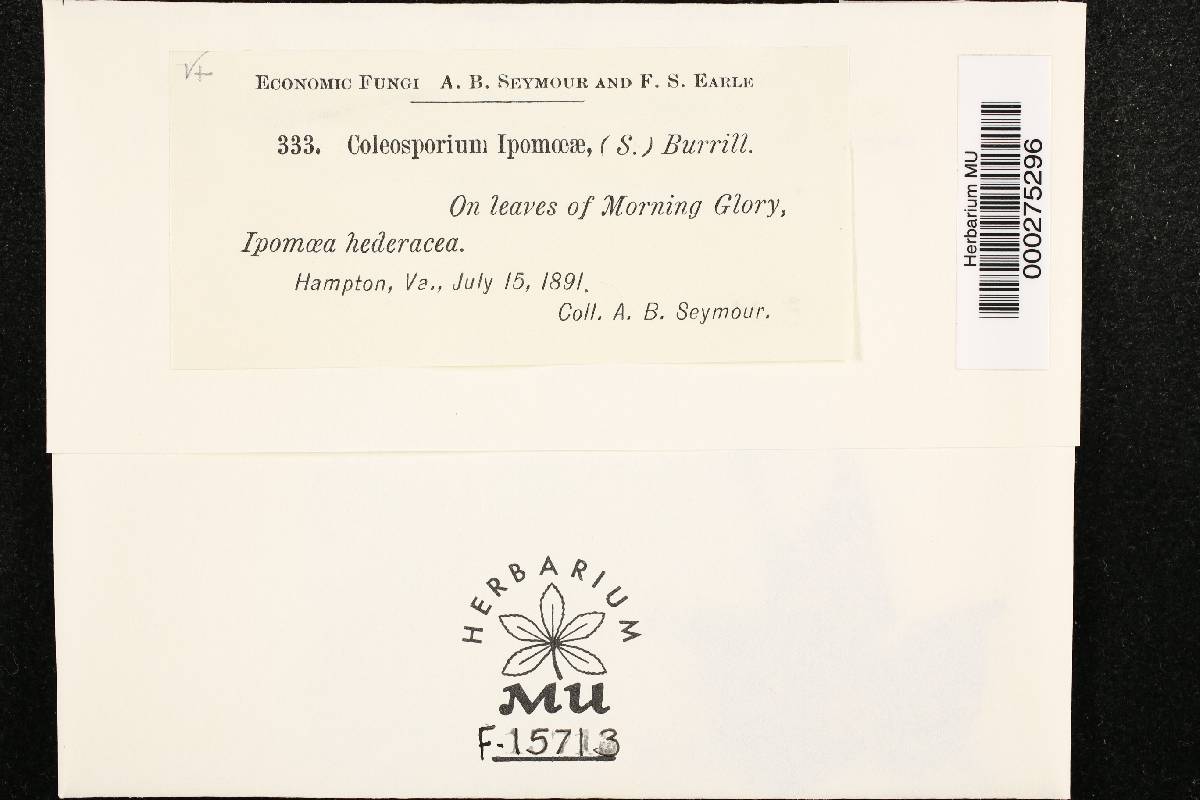 V+
ECONOMIC FUNGI A. B. SEYMOUR AND F. S. EARLE
333. Coleosporium Ipomœæ, (S.) Burrill.
On leaves of Morning Glory,
Ipomœa hederacea.
Hampton, Va., July 15, 1891.
Coll. A. B. Seymour.
Herbarium MU
000275296
HERBARIUM
MU
F-15713